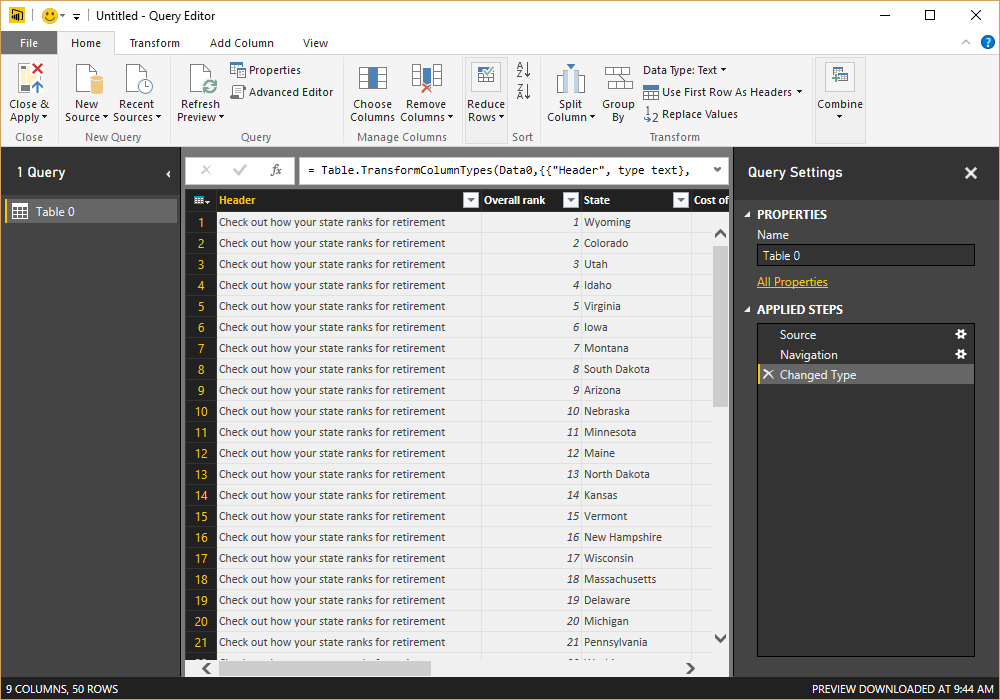 Untitled - Query Editor
File Home Transform Add Column View
Close & Apply
New Source
Recent Sources
Refresh Preview
Properties
Advanced Editor
Choose Columns
Remove Columns
Reduce Rows
Split Column
Group By
Data Type: Text
Use First Row As Headers
Replace Values
Combine
Close New Query Query Manage Columns Sort Transform
1 Query
Table 0
fx
= Table.TransformColumnTypes(Data0,{{"Header", type text},
Header Overall rank State Cost of
1 Check out how your state ranks for retirement 1 Wyoming
2 Check out how your state ranks for retirement 2 Colorado
3 Check out how your state ranks for retirement 3 Utah
4 Check out how your state ranks for retirement 4 Idaho
5 Check out how your state ranks for retirement 5 Virginia
6 Check out how your state ranks for retirement 6 Iowa
7 Check out how your state ranks for retirement 7 Montana
8 Check out how your state ranks for retirement 8 South Dakota
9 Check out how your state ranks for retirement 9 Arizona
10 Check out how your state ranks for retirement 10 Nebraska
11 Check out how your state ranks for retirement 11 Minnesota
12 Check out how your state ranks for retirement 12 Maine
13 Check out how your state ranks for retirement 13 North Dakota
14 Check out how your state ranks for retirement 14 Kansas
15 Check out how your state ranks for retirement 15 Vermont
16 Check out how your state ranks for retirement 16 New Hampshire
17 Check out how your state ranks for retirement 17 Wisconsin
18 Check out how your state ranks for retirement 18 Massachusetts
19 Check out how your state ranks for retirement 19 Delaware
20 Check out how your state ranks for retirement 20 Michigan
21 Check out how your state ranks for retirement 21 Pennsylvania
Query Settings
PROPERTIES
Name
Table 0
All Properties
APPLIED STEPS
Source
Navigation
Changed Type
9 COLUMNS, 50 ROWS
PREVIEW DOWNLOADED AT 9:44 AM